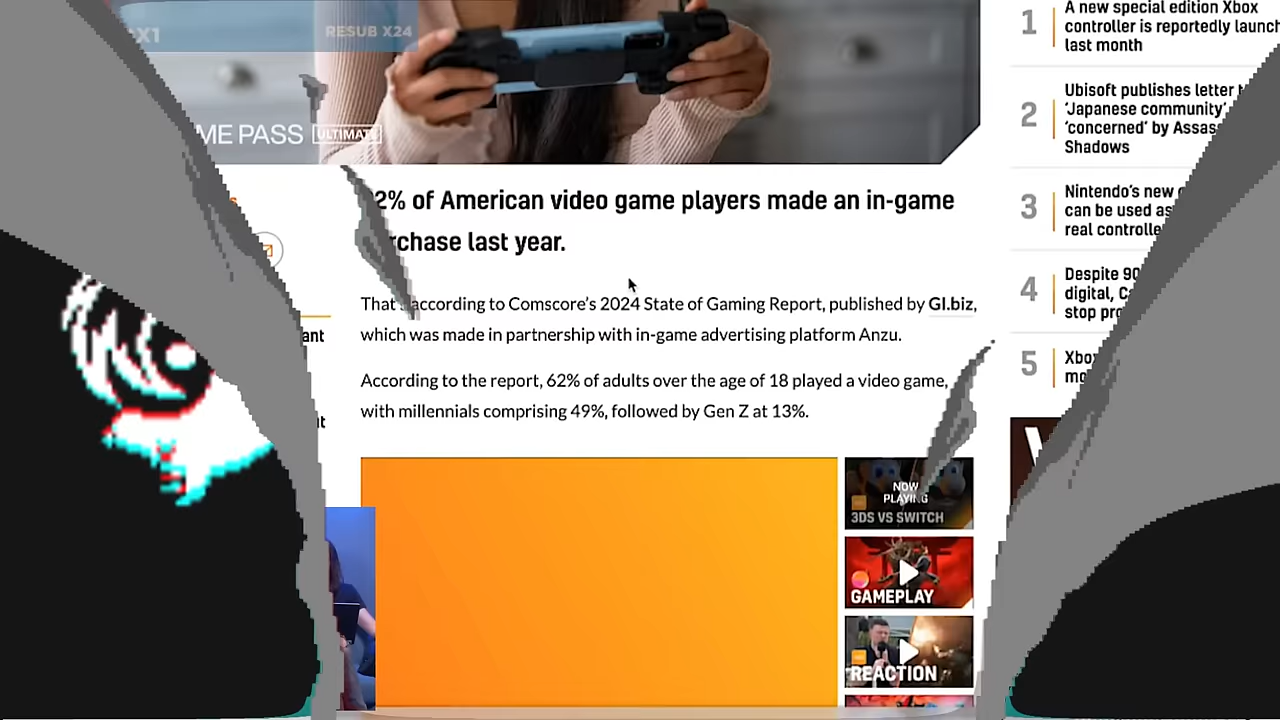 X1
RESUB X24
ME PASS ULTIMATE
2% of American video game players made an in-game
rchase last year.
That according to Comscore's 2024 State of Gaming Report, published by GI.biz,
which was made in partnership with in-game advertising platform Anzu.
According to the report, 62% of adults over the age of 18 played a video game,
with millennials comprising 49%, followed by Gen Z at 13%.
NOW
PLAYING
3DS VS SWITCH
GAMEPLAY
REACTION
1 A new special edition Xbox
controller is reportedly launch
last month
2 Ubisoft publishes letter
'Japanese community'
'concerned' by Assas
Shadows
3 Nintendo's new
can be used as
real controlle
4 Despite 90
digital, C
stop pro
5 Xbo
mo
ant